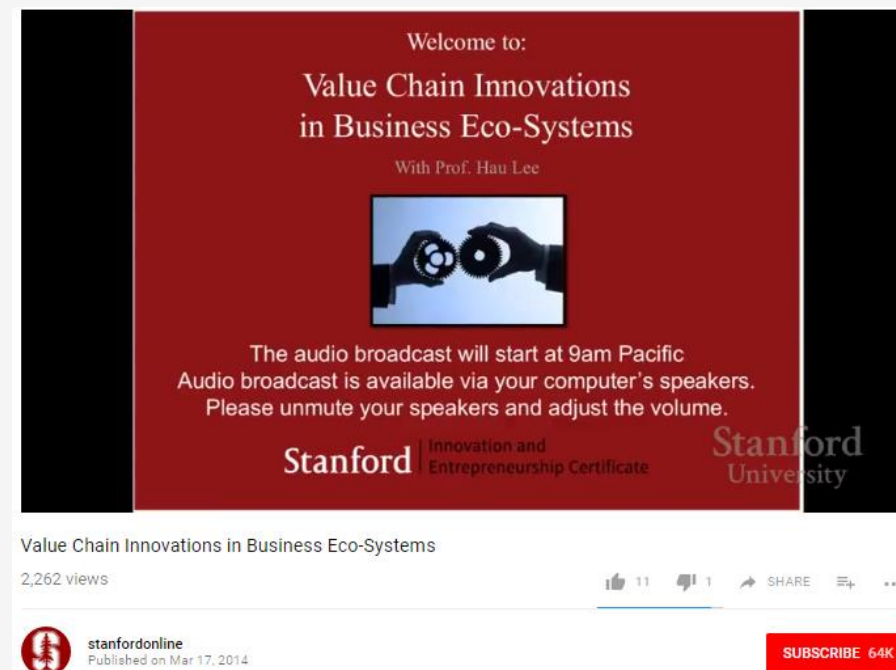 Welcome to:
Value Chain Innovations
in Business Eco-Systems
With Prof. Hau Lee
The audio broadcast will start at 9am Pacific
Audio broadcast is available via your computer's speakers.
Please unmute your speakers and adjust the volume.
Stanford | Innovation and
Entrepreneurship Certificate
Stanford
University
Value Chain Innovations in Business Eco-Systems
2,262 views
11 1 SHARE
stanfordonline
Published on Mar 17, 2014
SUBSCRIBE 64K